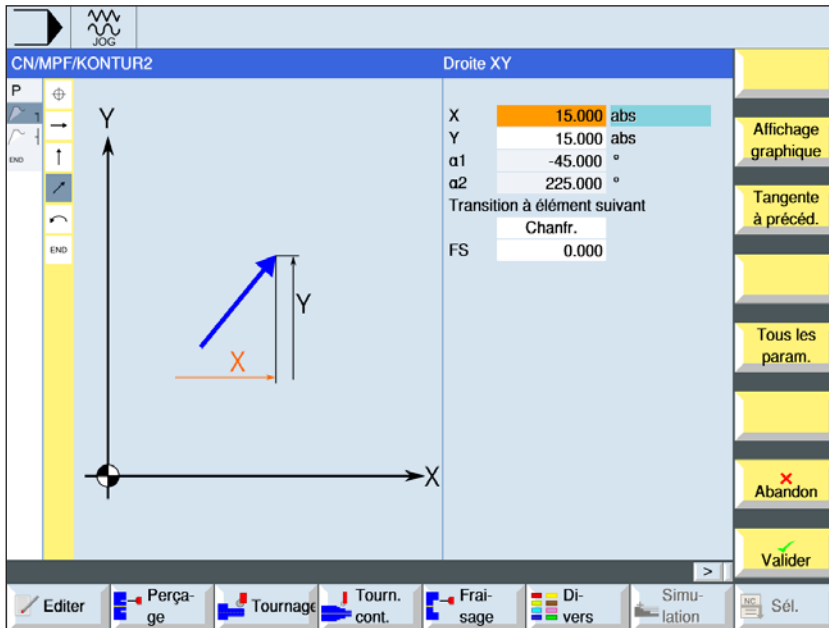 JOG
CN/MPF/KONTUR2
Droite XY
P
1
END
END
Y
X
Y
X
X 15.000 abs
Y 15.000 abs
α1 -45.000 °
α2 225.000 °
Transition à élément suivant
Chanfr.
FS 0.000
Affichage
graphique
Tangente
à précéd.
Tous les
param.
Abandon
Valider
>
Editer
Perça-
ge
Tournage
Tourn.
cont.
Frai-
sage
Di-
vers
Simu-
lation
NC
Sél.